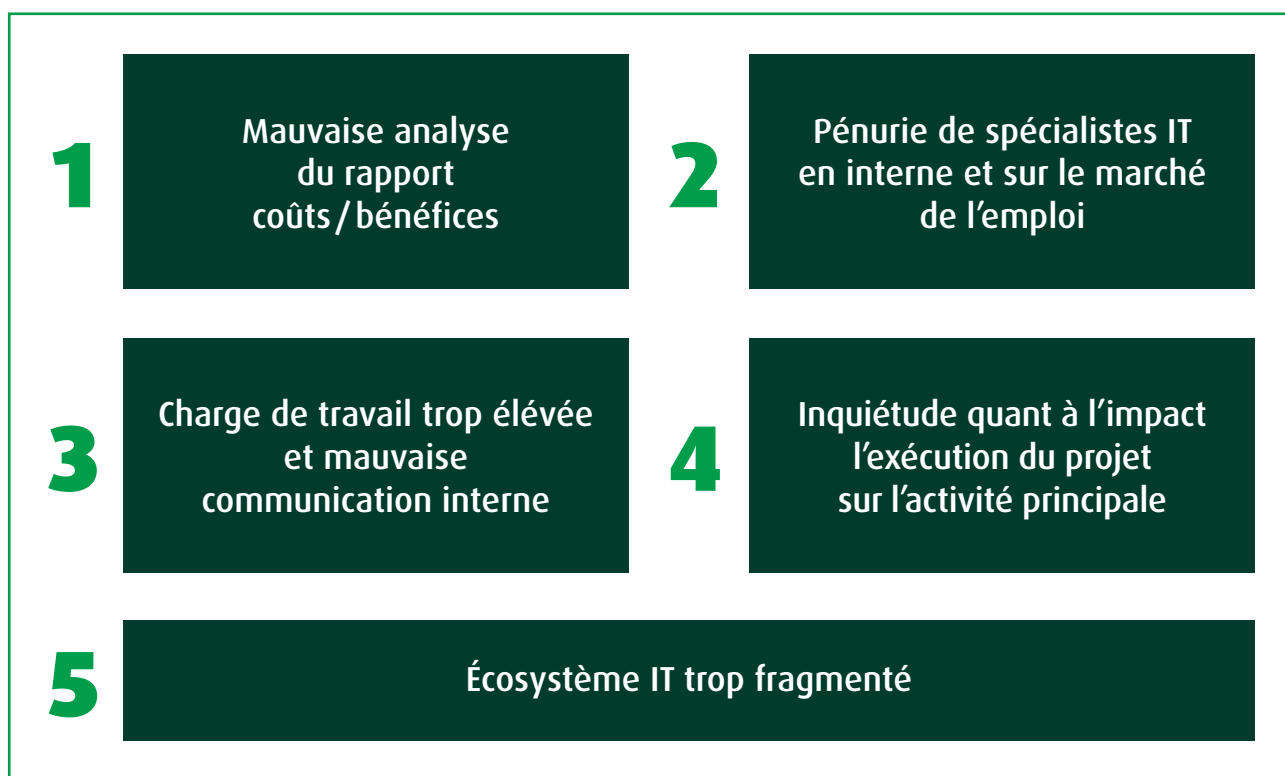 1
Mauvaise analyse
du rapport
coûts / bénéfices
2
Pénurie de spécialistes IT
en interne et sur le marché
de l’emploi
3
Charge de travail trop élévée
et mauvaise
communication interne
4
Inquiétude quant à l’impact
l’exécution du projet
sur l’activité principale
5
Écosystème IT trop fragmenté